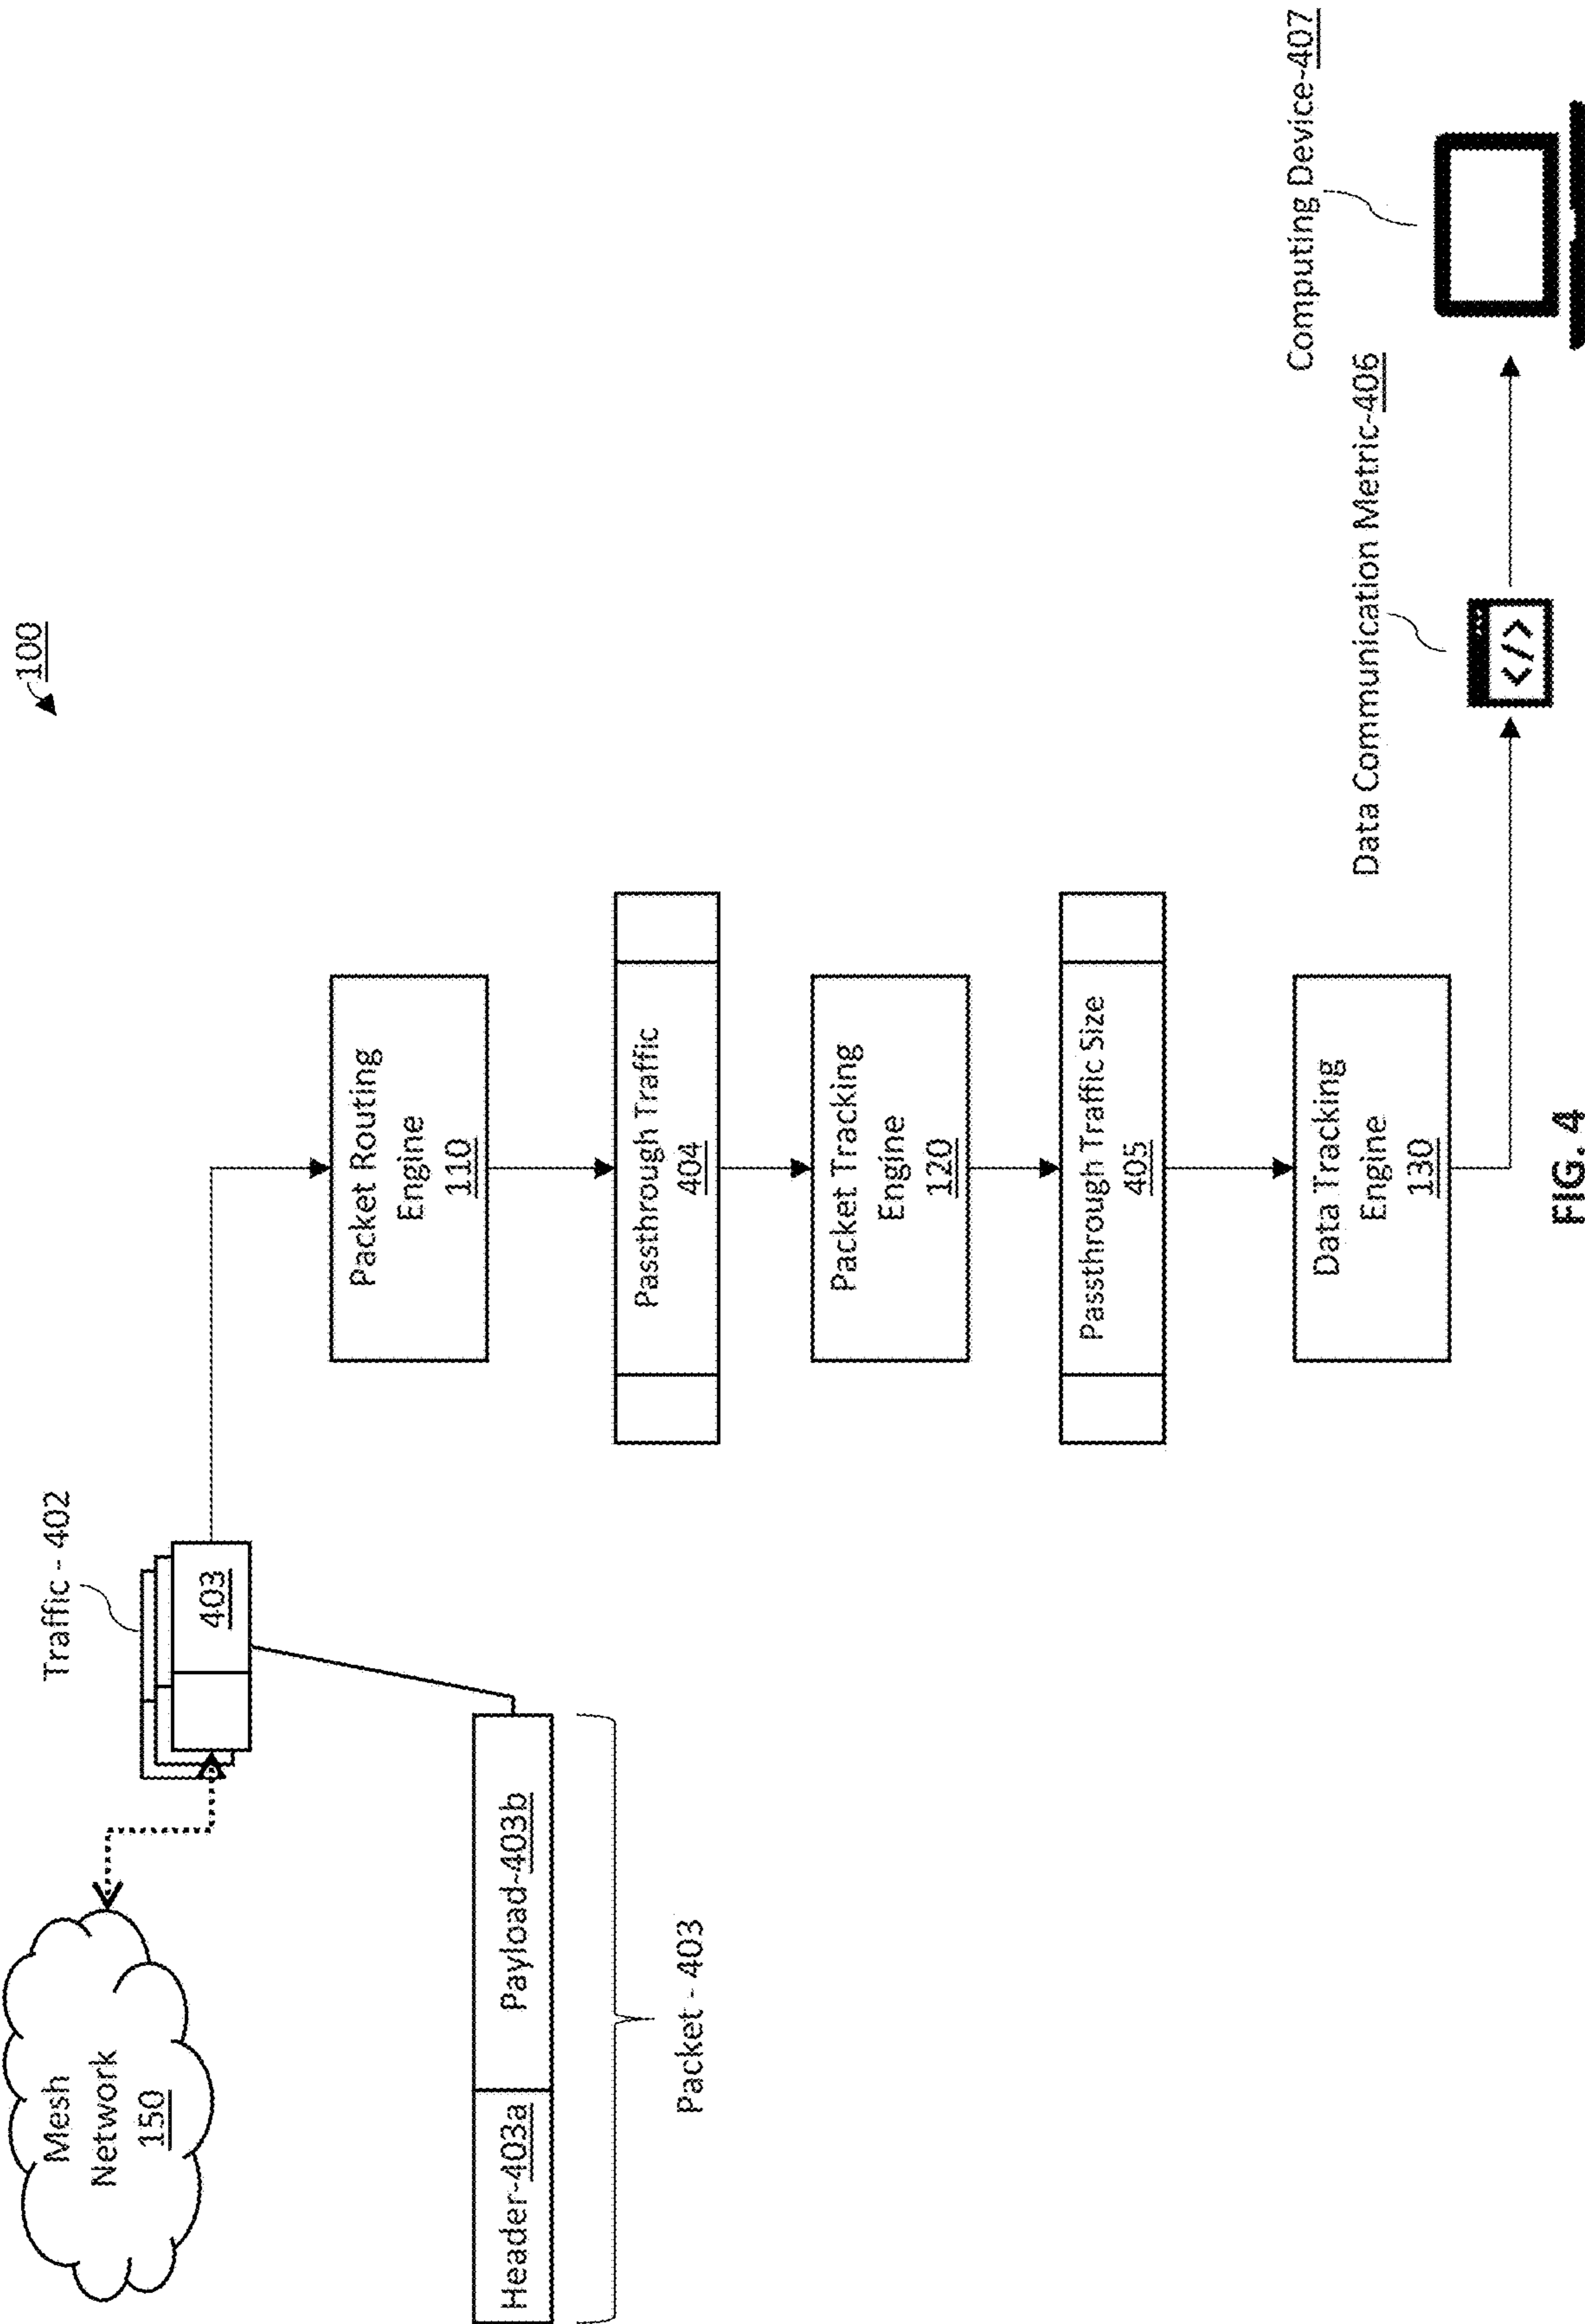 100
Mesh
Network
150
Traffic - 402
403
Header-403a
Payload-403b
Packet - 403
Packet Routing
Engine
110
Passthrough Traffic
404
Packet Tracking
Engine
120
Passthrough Traffic Size
405
Data Tracking
Engine
130
Data Communication Metric-406
</>
Computing Device-407
FIG. 4